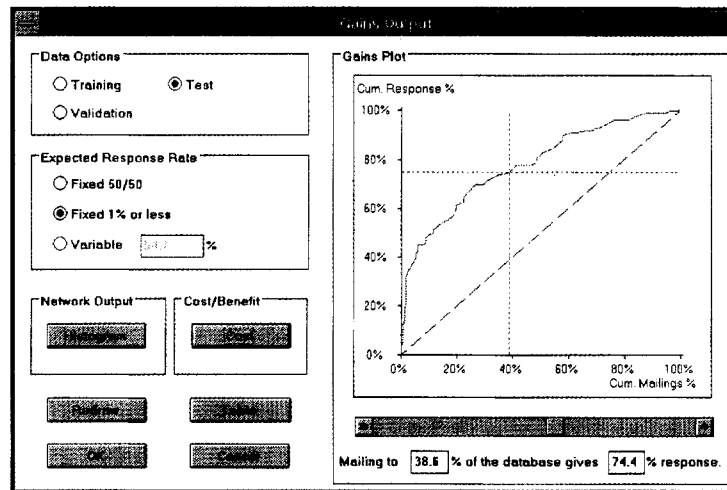 Gains Output
Data Options
Training
Test
Validation
Expected Response Rate
Fixed 50/50
Fixed 1% or less
Variable
%
Network Output
Cost/Benefit
Histogram
OK
Cancel
Gains Plot
Cum. Response %
100%
80%
60%
40%
20%
0%
0% 20% 40% 60% 80% 100%
Cum. Mailings %
Mailing to 38.6 % of the database gives 74.4 % response.